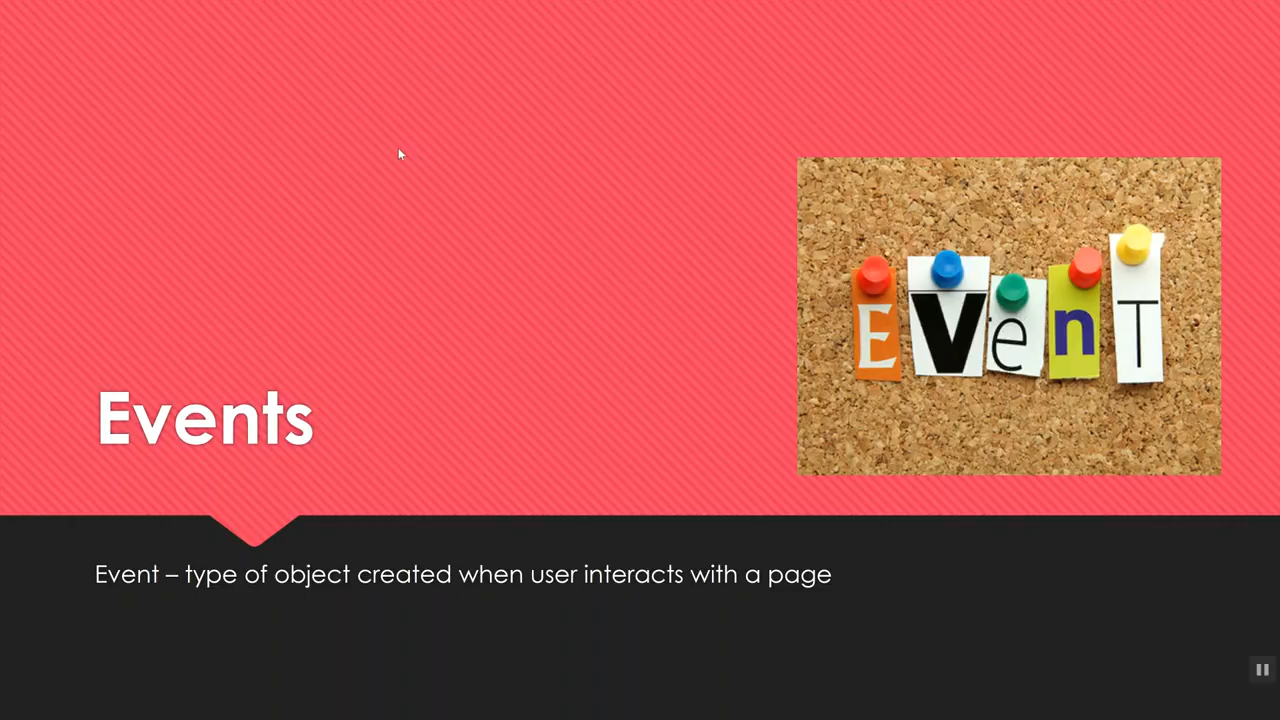 EVenT
Events
Event – type of object created when user interacts with a page